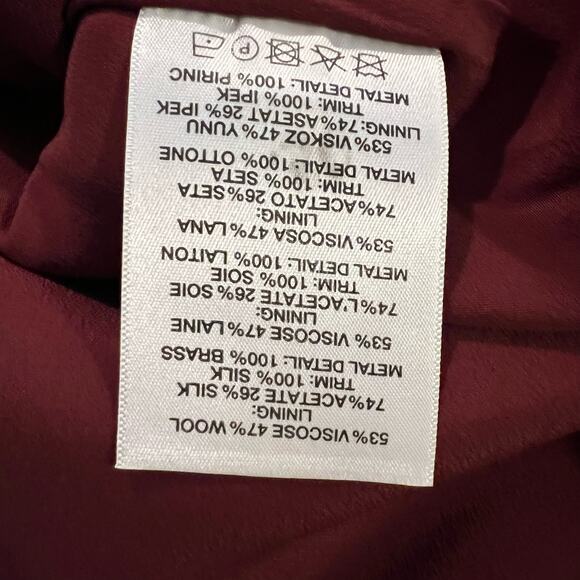 53% VISCOSE 47% WOOL
LINING:
74% ACETATE 26% SILK
TRIM: 100% SILK
METAL DETAIL: 100% BRASS
53% VISCOSE 47% LAINE
LINING:
74% L'ACETATE 26% SOIE
TRIM: 100% SOIE
METAL DETAIL: 100% LAITON
53% VISCOSA 47% LANA
LINING:
74% ACETATO 26% SETA
TRIM: 100% SETA
METAL DETAIL: 100% OTTONE
53% VISKOZ 47% YUNU
LINING: 74% ASETAT 26% IPEK
TRIM: 100% IPEK
METAL DETAIL: 100% PIRINC
P